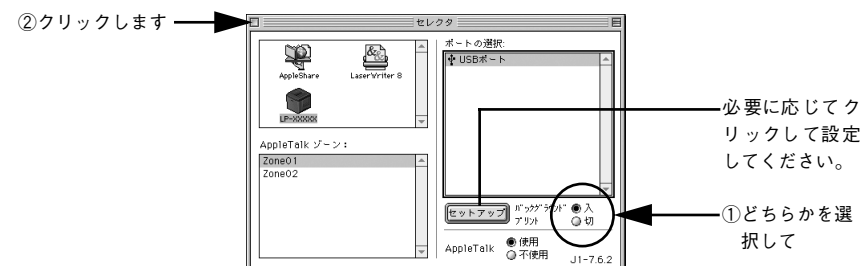 ②クリックします
セレクタ
AppleShare
LaserWriter 8
LP-XXXXX
AppleTalk ゾーン：
Zone01
Zone02
ポートの選択:
USBポート
セットアップ
バックグラウンド
プリント
入
切
AppleTalk
使用
不使用
J1-7.6.2
必要に応じてク
リックして設定
してください。
①どちらかを選
択して